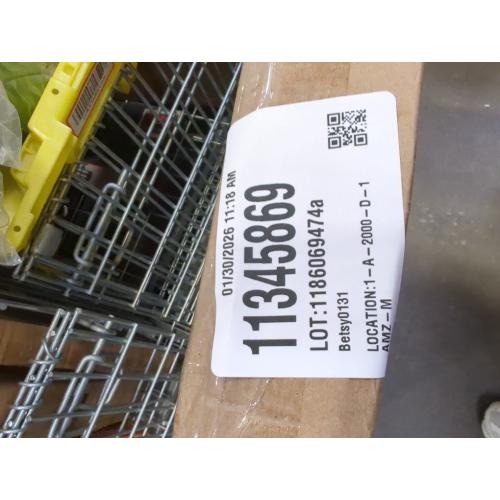 01/30/2026 11:18 AM
11345869
LOT:1186069474a
Betsy0131
LOCATION:1-A-2000-D-1
AMZ-M